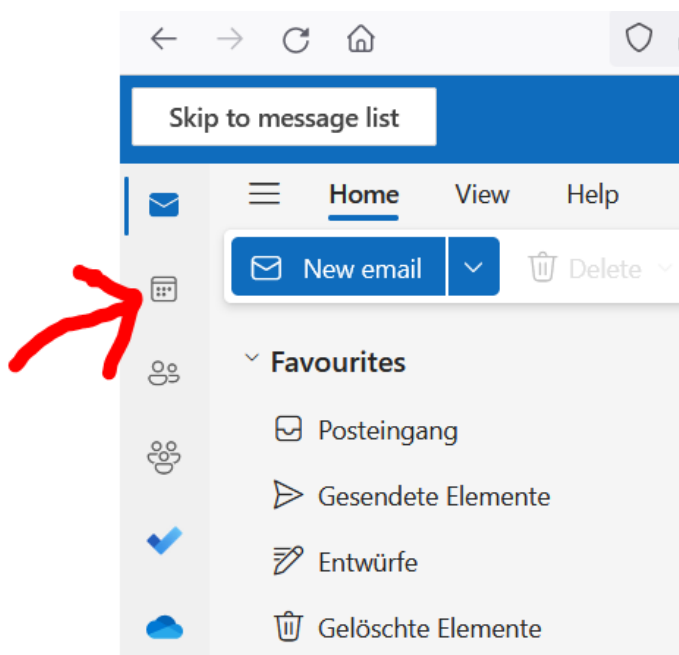 Skip to message list
Home View Help
New email Delete
Favourites
Posteingang
Gesendete Elemente
Entwürfe
Gelöschte Elemente